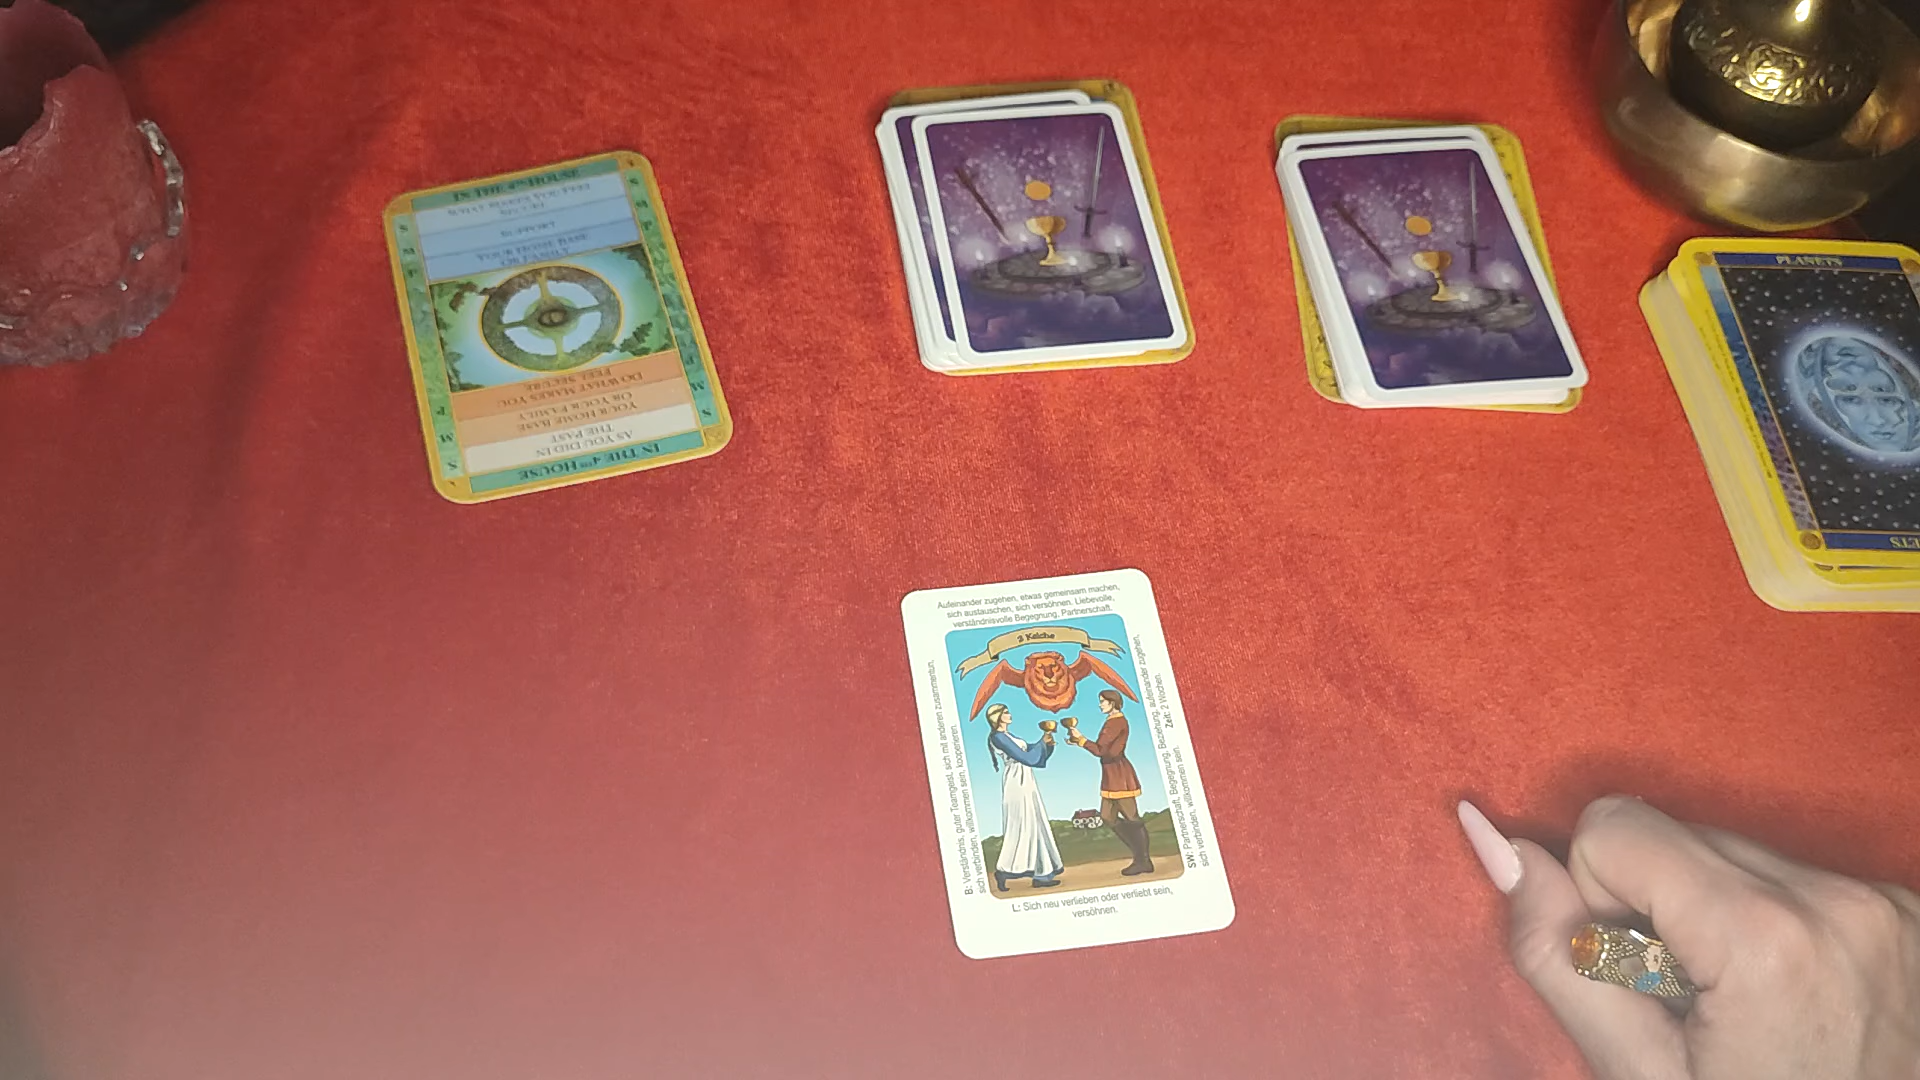 IN THE 4TH HOUSE
WHAT MAKES YOU FEEL
SECURE
SUPPORT
YOUR HOME BASE
OR FAMILY
S
M
P
S
M
P
DO WHAT MAKES YOU
FEEL SECURE
YOUR HOME BASE
OR YOUR FAMILY
AS YOU DID IN
THE PAST
IN THE 4TH HOUSE
P
M
S
P
M
S
PLANETS
Aufeinander zugehen, etwas gemeinsam machen,
sich austauschen, sich versöhnen. Liebevolle,
verständnisvolle Begegnung, Partnerschaft.
2 Kelche
B: Verständnis, guter Teamgeist, sich mit anderen zusammentun,
sich verbinden, willkommen sein, kooperieren.
SW: Partnerschaft, Begegnung, Beziehung, aufeinander zugehen,
sich verbinden, willkommen sein. Zeit: 2 Wochen.
L: Sich neu verlieben oder verliebt sein,
versöhnen.